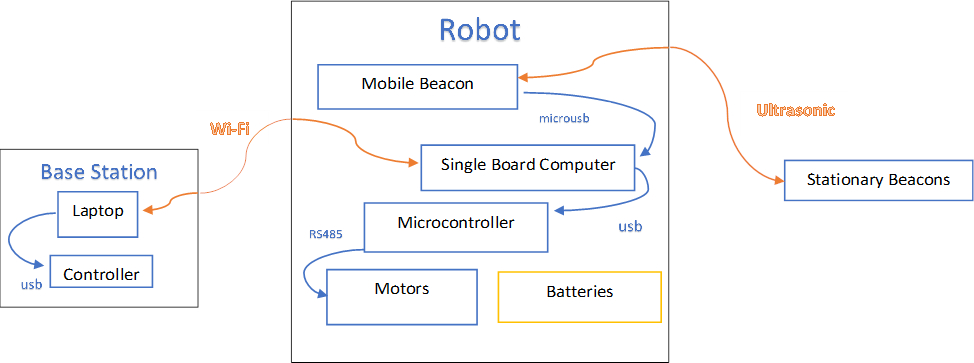 Robot
Mobile Beacon
microusb
Ultrasonic
Wi-Fi
Single Board Computer
Base Station
Laptop
usb
Controller
Microcontroller
usb
RS485
Motors
Batteries
Stationary Beacons